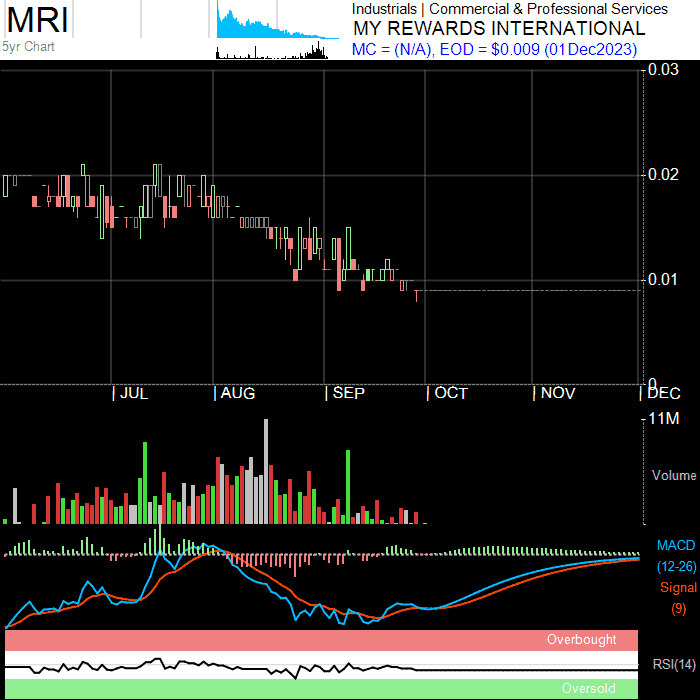 MRI
5yr Chart
Industrials | Commercial & Professional Services
MY REWARDS INTERNATIONAL
MC = (N/A), EOD = $0.009 (01Dec2023)
0.03
0.02
0.01
0
| JUL | AUG | SEP | OCT | NOV | DEC
11M
Volume
MACD
(12-26)
Signal
(9)
Overbought
RSI(14)
Oversold